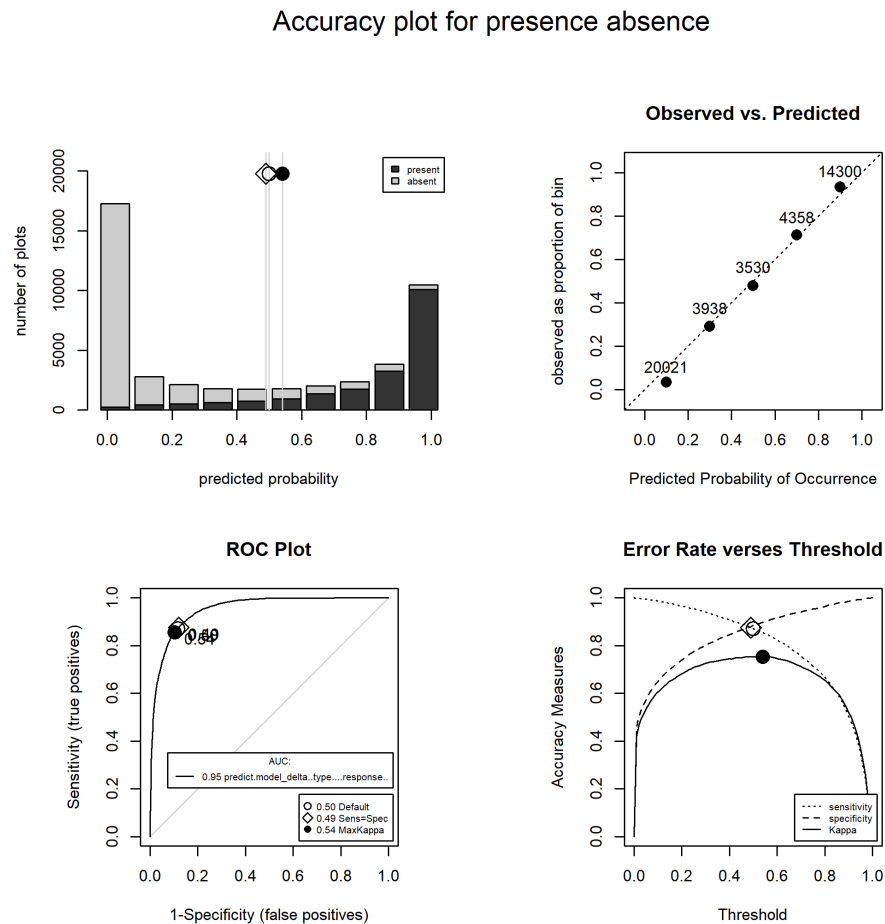 Accuracy plot for presence absence
number of plots
20000
15000
10000
5000
0
present
absent
0.0 0.2 0.4 0.6 0.8 1.0
predicted probability
Observed vs. Predicted
observed as proportion of bin
1.0
0.8
0.6
0.4
0.2
0.0
14300
4358
3530
3938
20021
0.0 0.2 0.4 0.6 0.8 1.0
Predicted Probability of Occurrence
ROC Plot
Sensitivity (true positives)
1.0
0.8
0.6
0.4
0.2
0.0
0.54
AUC:
0.95 predict.model_delta..type....response..
0.50 Default
0.49 Sens=Spec
0.54 MaxKappa
0.0 0.2 0.4 0.6 0.8 1.0
1-Specificity (false positives)
Error Rate verses Threshold
Accuracy Measures
1.0
0.8
0.6
0.4
0.2
0.0
sensitivity
specificity
Kappa
0.0 0.2 0.4 0.6 0.8 1.0
Threshold